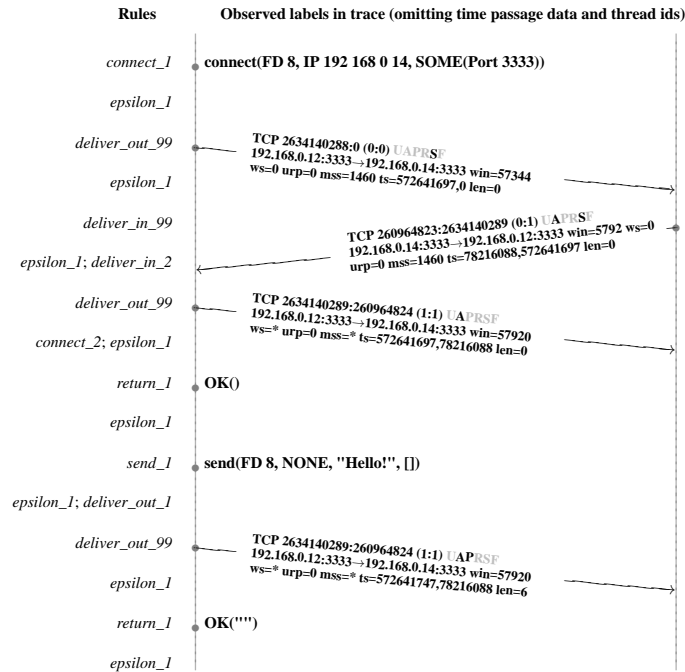 Rules Observed labels in trace (omitting time passage data and thread ids)
connect_1 connect(FD 8, IP 192 168 0 14, SOME(Port 3333))
epsilon_1
deliver_out_99
TCP 2634140288:0 (0:0) UAPRSF
192.168.0.12:3333→192.168.0.14:3333 win=57344
ws=0 urp=0 mss=1460 ts=572641697,0 len=0
epsilon_1
deliver_in_99
TCP 260964823:2634140289 (0:1) UAPRSF
192.168.0.14:3333→192.168.0.12:3333 win=5792 ws=0
urp=0 mss=1460 ts=78216088,572641697 len=0
epsilon_1; deliver_in_2
deliver_out_99
TCP 2634140289:260964824 (1:1) UAPRSF
192.168.0.12:3333→192.168.0.14:3333 win=57920
ws=* urp=0 mss=* ts=572641697,78216088 len=0
connect_2; epsilon_1
return_1 OK()
epsilon_1
send_1 send(FD 8, NONE, "Hello!", [])
epsilon_1; deliver_out_1
deliver_out_99
TCP 2634140289:260964824 (1:1) UAPRSF
192.168.0.12:3333→192.168.0.14:3333 win=57920
ws=* urp=0 mss=* ts=572641747,78216088 len=6
epsilon_1
return_1 OK("")
epsilon_1